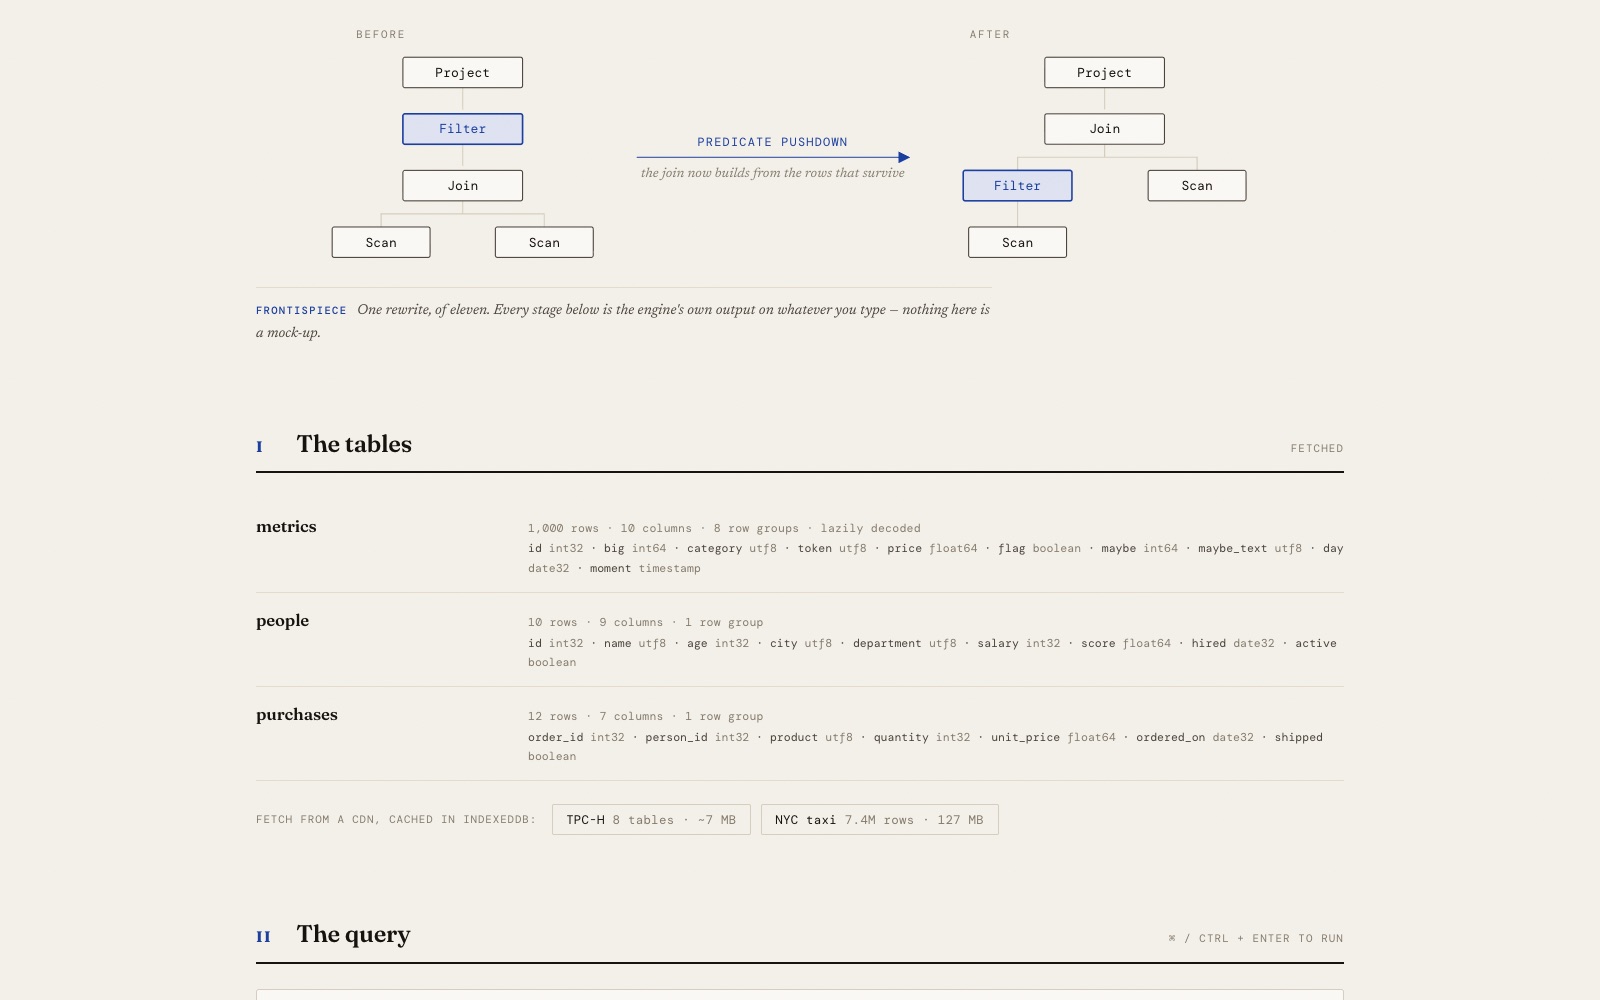 BEFORE
AFTER
Project
Project
Filter
Join
PREDICATE PUSHDOWN
the join now builds from the rows that survive
Join
Filter
Scan
Scan
Scan
Scan
FRONTISPIECE One rewrite, of eleven. Every stage below is the engine's own output on whatever you type – nothing here is
a mock-up.
I The tables
FETCHED
metrics
1,000 rows · 10 columns · 8 row groups · lazily decoded
id int32 · big int64 · category utf8 · token utf8 · price float64 · flag boolean · maybe int64 · maybe_text utf8 · day
date32 · moment timestamp
people
10 rows · 9 columns · 1 row group
id int32 · name utf8 · age int32 · city utf8 · department utf8 · salary int32 · score float64 · hired date32 · active
boolean
purchases
12 rows · 7 columns · 1 row group
order_id int32 · person_id int32 · product utf8 · quantity int32 · unit_price float64 · ordered_on date32 · shipped
boolean
FETCH FROM A CDN, CACHED IN INDEXEDDB: TPC-H 8 tables · ~7 MB NYC taxi 7.4M rows · 127 MB
II The query
⌘ / CTRL + ENTER TO RUN